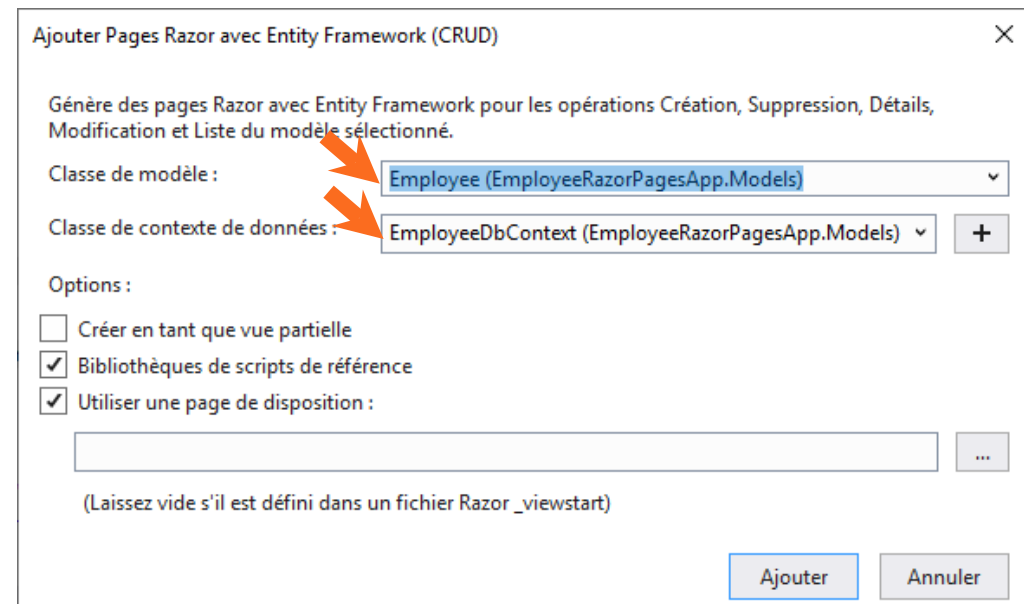 Ajouter Pages Razor avec Entity Framework (CRUD)
Génère des pages Razor avec Entity Framework pour les opérations Création, Suppression, Détails,
Modification et Liste du modèle sélectionné.
Classe de modèle :
Employee (EmployeeRazorPagesApp.Models)
Classe de contexte de données :
EmployeeDbContext (EmployeeRazorPagesApp.Models)
+
Options :
Créer en tant que vue partielle
Bibliothèques de scripts de référence
Utiliser une page de disposition :
...
(Laissez vide s'il est défini dans un fichier Razor _viewstart)
Ajouter
Annuler